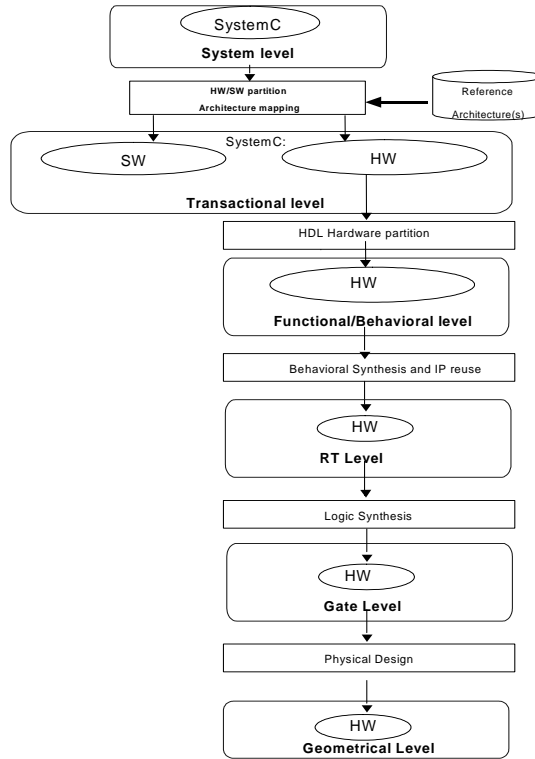 SystemC
System level
HW/SW partition
Architecture mapping
Reference
Architecture(s)
SystemC:
SW
HW
Transactional level
HDL Hardware partition
HW
Functional/Behavioral level
Behavioral Synthesis and IP reuse
HW
RT Level
Logic Synthesis
HW
Gate Level
Physical Design
HW
Geometrical Level